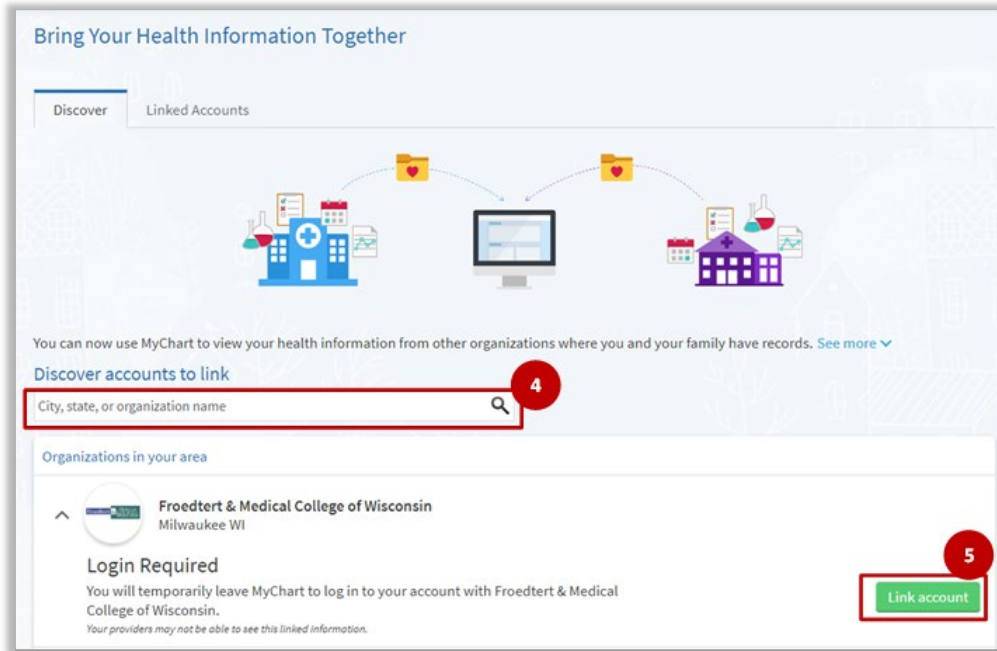 Bring Your Health Information Together
Discover
Linked Accounts
You can now use MyChart to view your health information from other organizations where you and your family have records. See more
Discover accounts to link
4
City, state, or organization name
Organizations in your area
Froedtert & Medical College of Wisconsin
Milwaukee WI
Login Required
5
You will temporarily leave MyChart to log in to your account with Froedtert & Medical
College of Wisconsin.
Link account
Your providers may not be able to see this linked information.